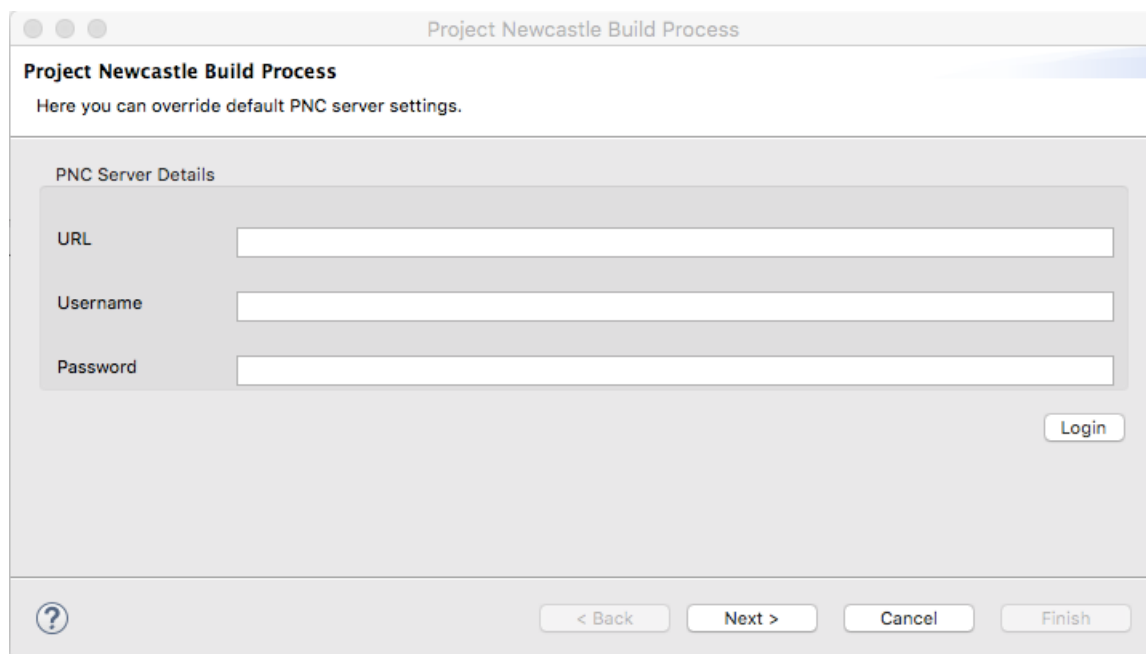 Project Newcastle Build Process
Project Newcastle Build Process
Here you can override default PNC server settings.
PNC Server Details
URL
Username
Password
Login
?
< Back Next > Cancel Finish